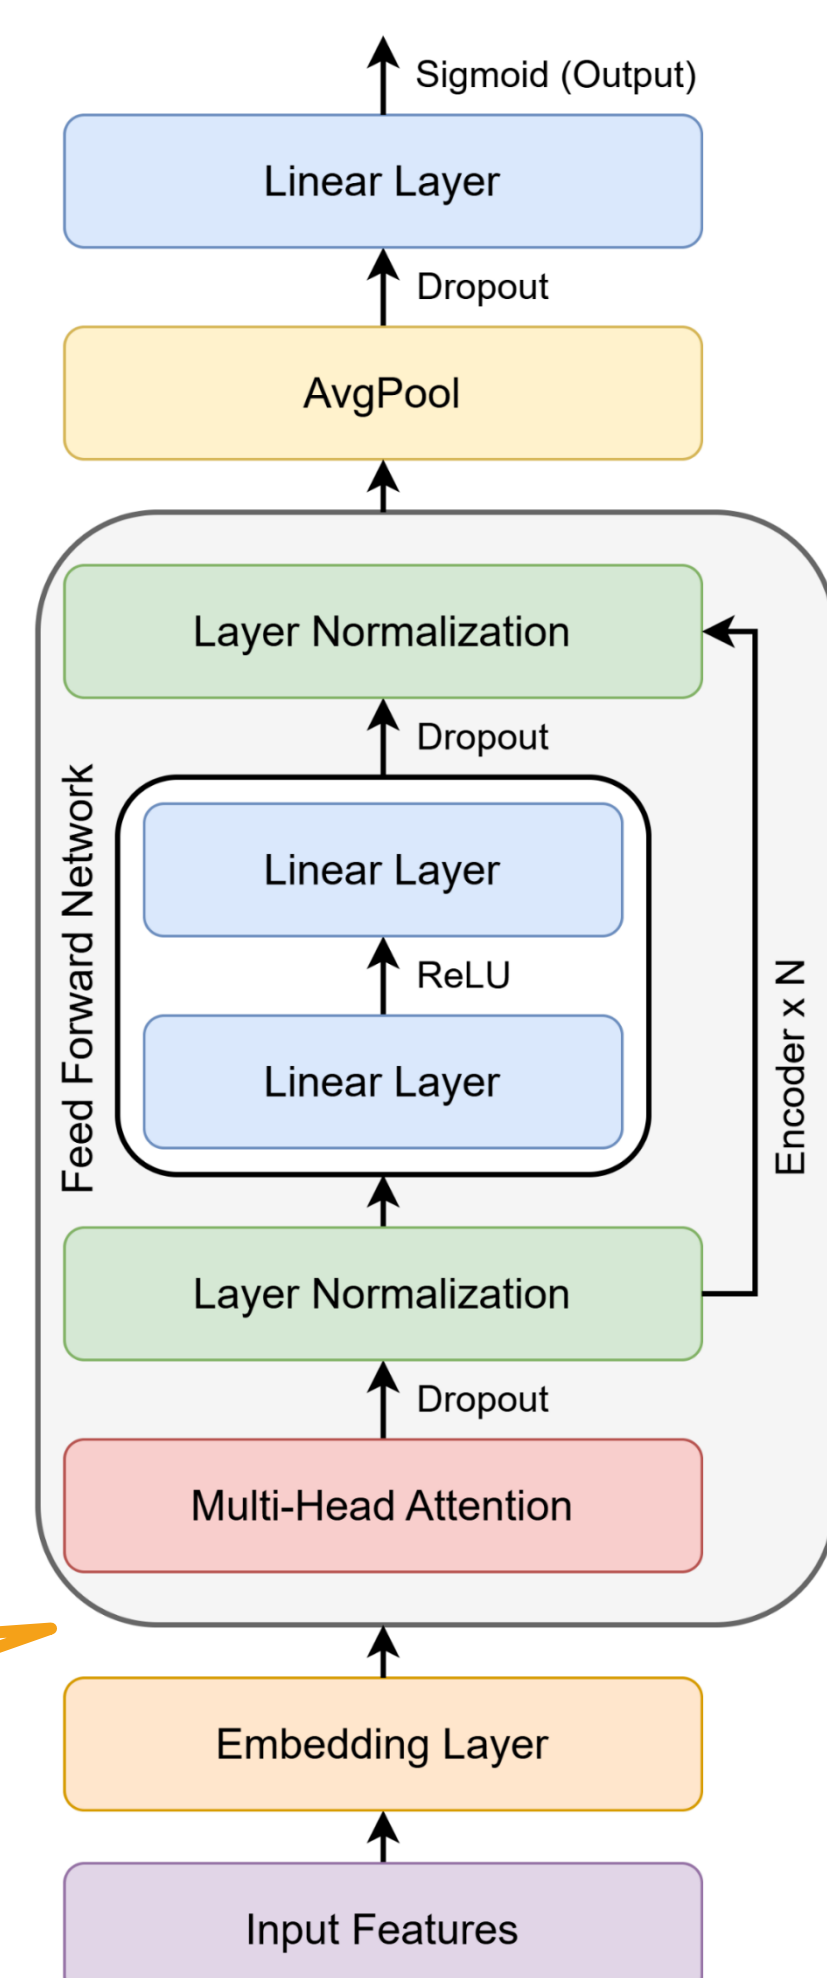 Sigmoid (Output)
Linear Layer
Dropout
AvgPool
Layer Normalization
Dropout
Feed Forward Network
Linear Layer
ReLU
Linear Layer
Encoder x N
Layer Normalization
Dropout
Multi-Head Attention
Embedding Layer
Input Features